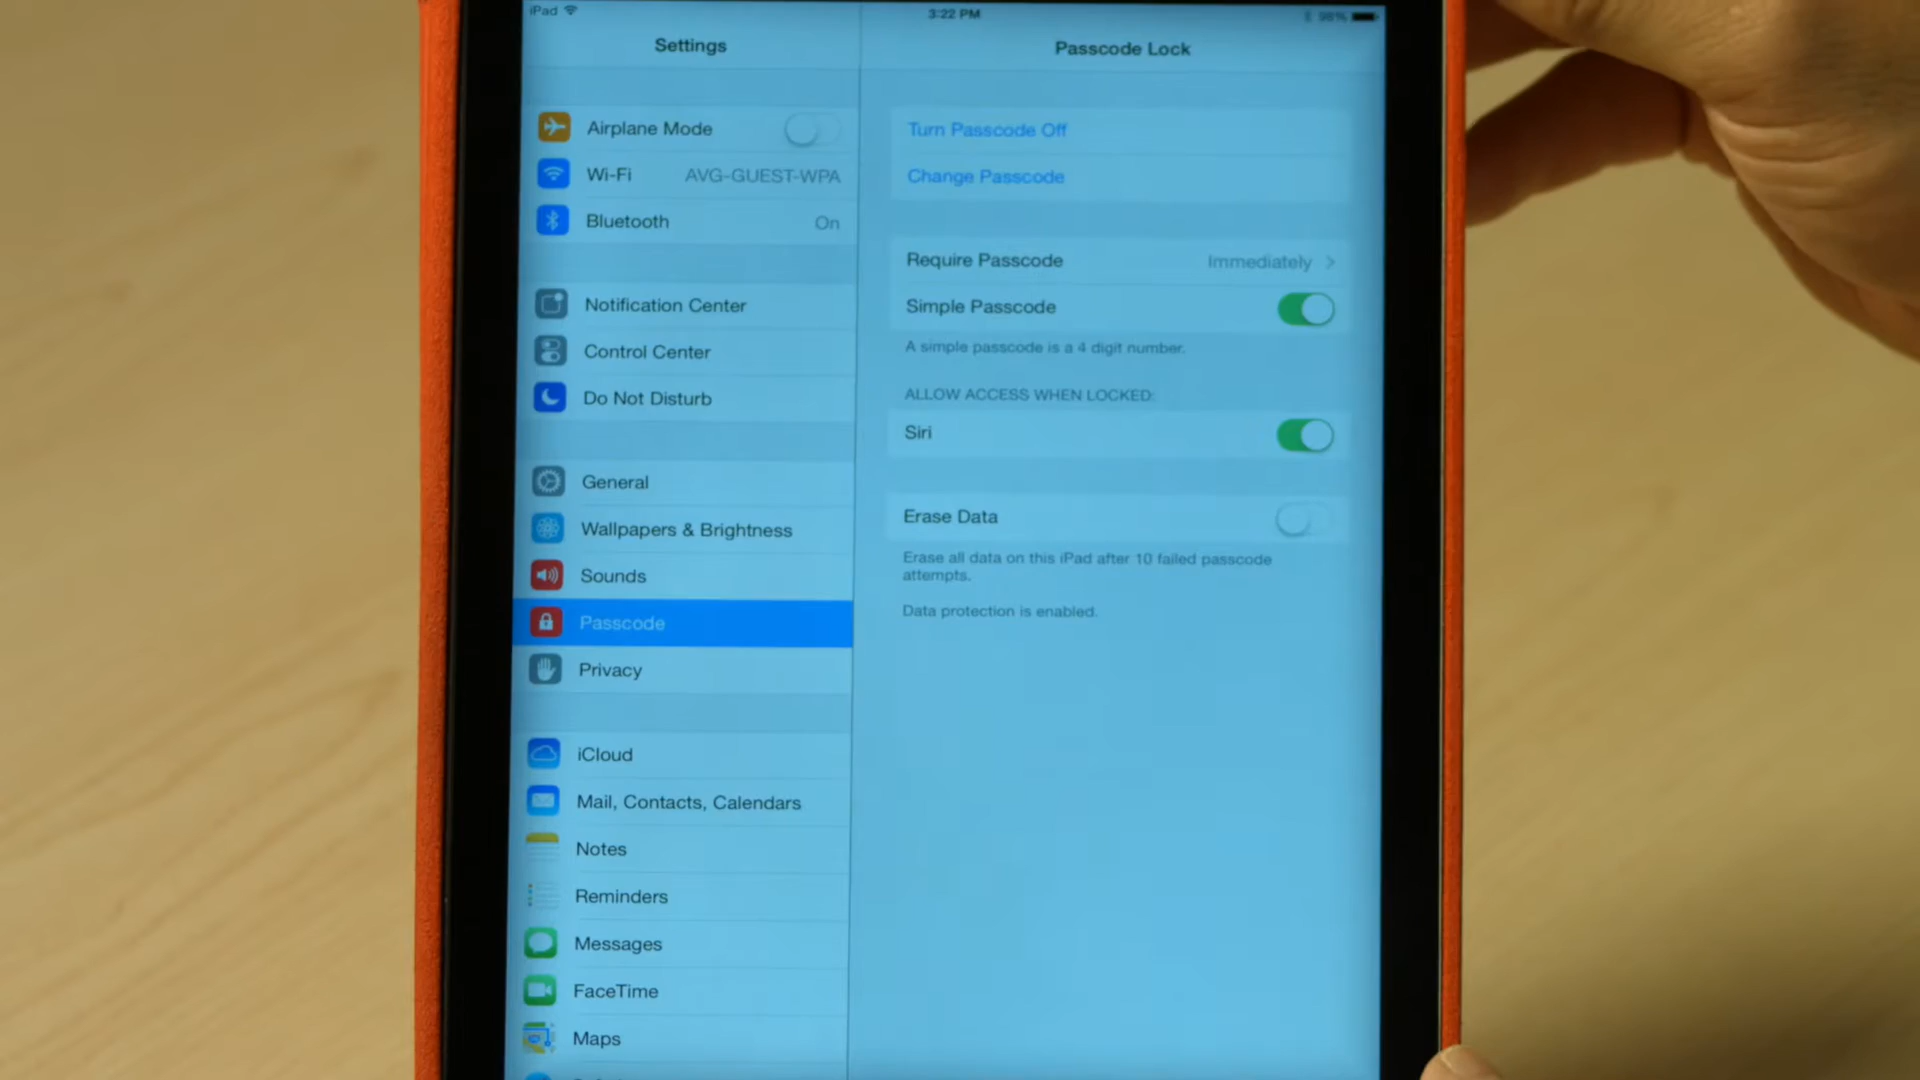 iPad
3:22 PM
98%
Settings
Passcode Lock
Airplane Mode
Wi-Fi AVG-GUEST-WPA
Bluetooth On
Notification Center
Control Center
Do Not Disturb
General
Wallpapers & Brightness
Sounds
Passcode
Privacy
iCloud
Mail, Contacts, Calendars
Notes
Reminders
Messages
FaceTime
Maps
Turn Passcode Off
Change Passcode
Require Passcode Immediately
Simple Passcode
A simple passcode is a 4 digit number.
ALLOW ACCESS WHEN LOCKED:
Siri
Erase Data
Erase all data on this iPad after 10 failed passcode
attempts.
Data protection is enabled.